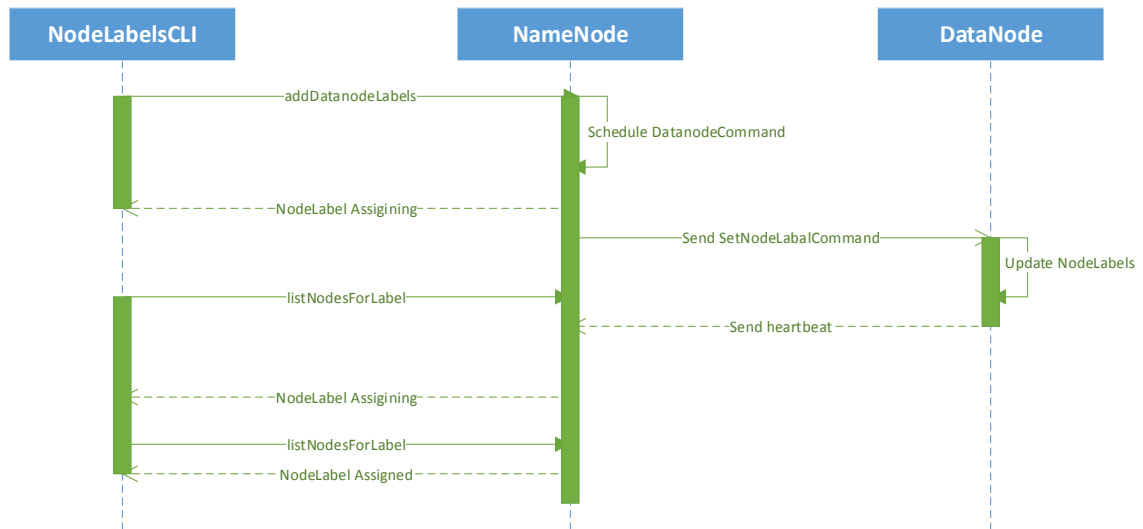 NodeLabelsCLI
NameNode
DataNode
addDatanodeLabels
Schedule DatanodeCommand
NodeLabel Assigining
Send SetNodeLabalCommand
Update NodeLabels
listNodesForLabel
Send heartbeat
NodeLabel Assigining
listNodesForLabel
NodeLabel Assigned